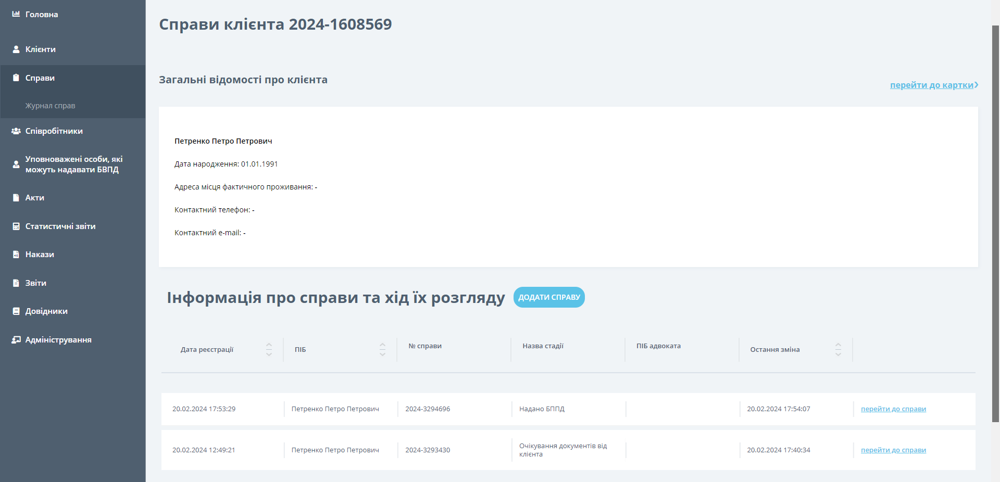 Головна
Клієнти
Справи
Журнал справ
Співробітники
Уповноважені особи, які
можуть надавати БВПД
Акти
Статистичні звіти
Накази
Звіти
Довідники
Адміністрування
Справи клієнта 2024-1608569
Загальні відомості про клієнта
перейти до картки
Петренко Петро Петрович
Дата народження: 01.01.1991
Адреса місця фактичного проживання: -
Контактний телефон: -
Контактний e-mail: -
Інформація про справи та хід їх розгляду ДОДАТИ СПРАВУ
Дата реєстрації ПІБ № справи Назва стадії ПІБ адвоката Остання зміна
20.02.2024 17:53:29 Петренко Петро Петрович 2024-3294696 Надано БППД 20.02.2024 17:54:07 перейти до справи
20.02.2024 12:49:21 Петренко Петро Петрович 2024-3293430 Очікування документів від
клієнта 20.02.2024 17:40:34 перейти до справи